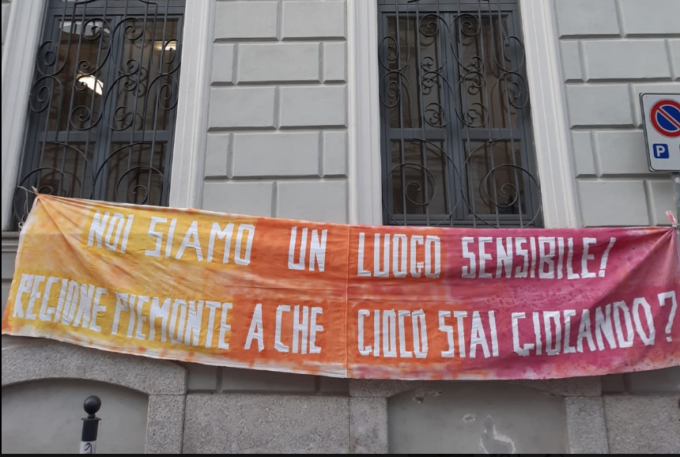 NOI SIAMO UN LUOGO SENSIBILE!
REGIONE PIEMONTE A CHE GIOCO STAI GIOCANDO?
P